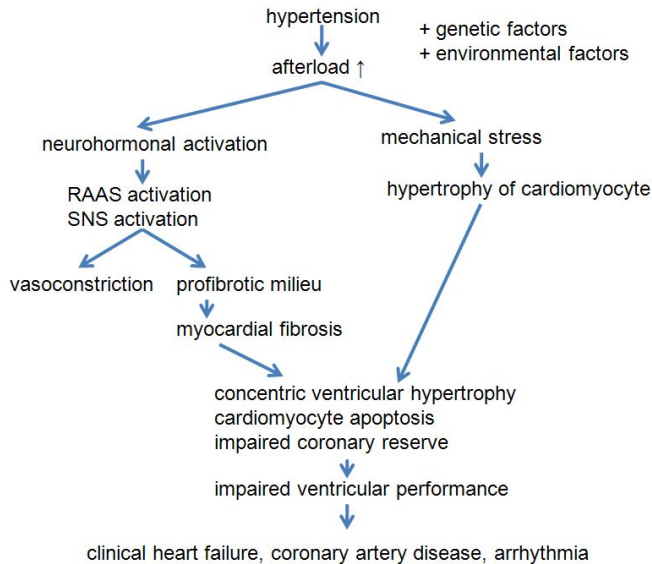 hypertension
+ genetic factors
+ environmental factors
afterload ↑
neurohormonal activation
mechanical stress
RAAS activation
SNS activation
hypertrophy of cardiomyocyte
vasoconstriction
profibrotic milieu
myocardial fibrosis
concentric ventricular hypertrophy
cardiomyocyte apoptosis
impaired coronary reserve
impaired ventricular performance
clinical heart failure, coronary artery disease, arrhythmia